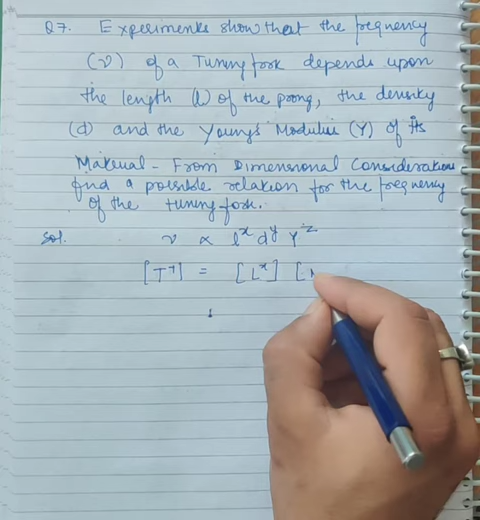 Q7. Experiments show that the frequency
(ν) of a Tuning fork depends upon
the length (l) of the prong, the density
(d) and the Youngs Modulus (Y) of its
Material - From Dimensional Considerations
find a possible relation for the frequency
of the tuning fork.
Sol. ν ∝ l^x d^y Y^z
[T⁻¹] = [L^x] [